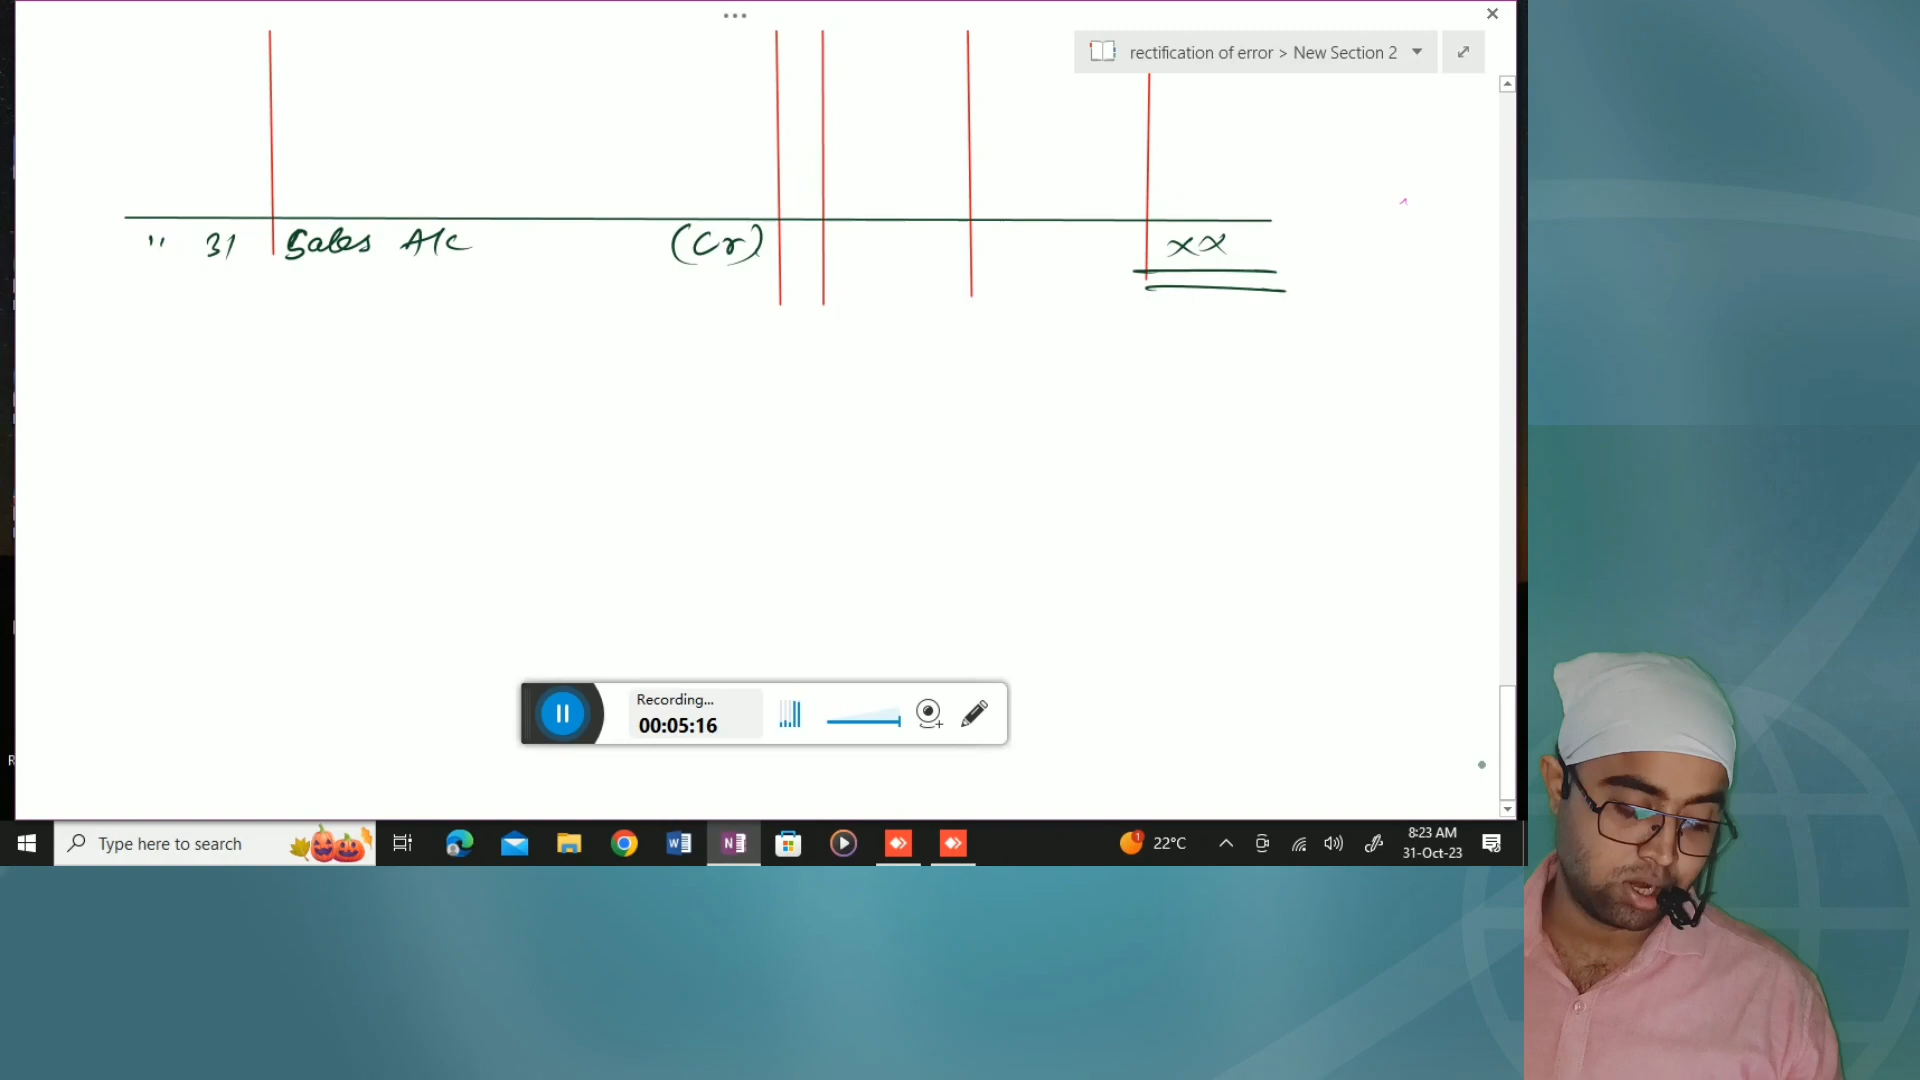 ...
rectification of error > New Section 2
" 31 Sales A/C (Cr) xx
Recording...
00:05:16
R
Type here to search
22°C
8:23 AM
31-Oct-23